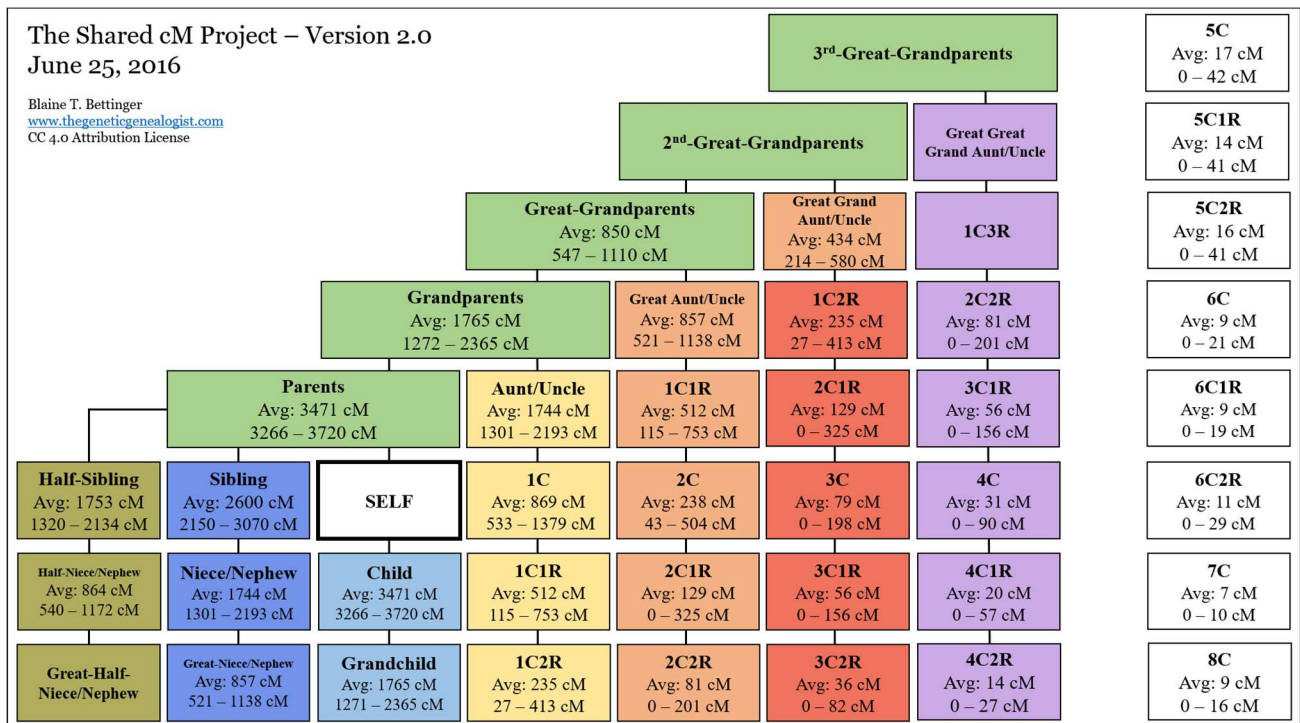 The Shared cM Project – Version 2.0
June 25, 2016
Blaine T. Bettinger
www.thegeneticgenealogist.com
CC 4.0 Attribution License
3rd-Great-Grandparents
5C
Avg: 17 cM
0 – 42 cM
2nd-Great-Grandparents
Great Great
Grand Aunt/Uncle
5C1R
Avg: 14 cM
0 – 41 cM
Great-Grandparents
Avg: 850 cM
547 – 1110 cM
Great Grand
Aunt/Uncle
Avg: 434 cM
214 – 580 cM
1C3R
5C2R
Avg: 16 cM
0 – 41 cM
Grandparents
Avg: 1765 cM
1272 – 2365 cM
Great Aunt/Uncle
Avg: 857 cM
521 – 1138 cM
1C2R
Avg: 235 cM
27 – 413 cM
2C2R
Avg: 81 cM
0 – 201 cM
6C
Avg: 9 cM
0 – 21 cM
Parents
Avg: 3471 cM
3266 – 3720 cM
Aunt/Uncle
Avg: 1744 cM
1301 – 2193 cM
1C1R
Avg: 512 cM
115 – 753 cM
2C1R
Avg: 129 cM
0 – 325 cM
3C1R
Avg: 56 cM
0 – 156 cM
6C1R
Avg: 9 cM
0 – 19 cM
Half-Sibling
Avg: 1753 cM
1320 – 2134 cM
Sibling
Avg: 2600 cM
2150 – 3070 cM
SELF
1C
Avg: 869 cM
533 – 1379 cM
2C
Avg: 238 cM
43 – 504 cM
3C
Avg: 79 cM
0 – 198 cM
4C
Avg: 31 cM
0 – 90 cM
6C2R
Avg: 11 cM
0 – 29 cM
Half-Niece/Nephew
Avg: 864 cM
540 – 1172 cM
Niece/Nephew
Avg: 1744 cM
1301 – 2193 cM
Child
Avg: 3471 cM
3266 – 3720 cM
1C1R
Avg: 512 cM
115 – 753 cM
2C1R
Avg: 129 cM
0 – 325 cM
3C1R
Avg: 56 cM
0 – 156 cM
4C1R
Avg: 20 cM
0 – 57 cM
7C
Avg: 7 cM
0 – 10 cM
Great-Half-
Niece/Nephew
Great-Niece/Nephew
Avg: 857 cM
521 – 1138 cM
Grandchild
Avg: 1765 cM
1271 – 2365 cM
1C2R
Avg: 235 cM
27 – 413 cM
2C2R
Avg: 81 cM
0 – 201 cM
3C2R
Avg: 36 cM
0 – 82 cM
4C2R
Avg: 14 cM
0 – 27 cM
8C
Avg: 9 cM
0 – 16 cM